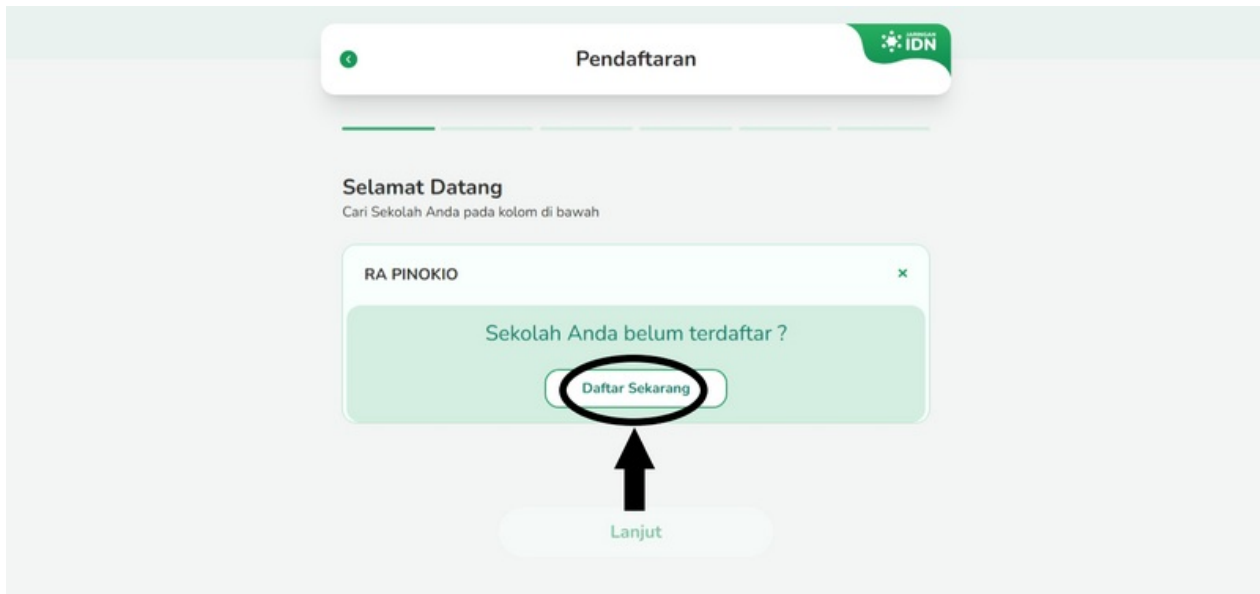 Pendaftaran
JARINGAN
IDN
Selamat Datang
Cari Sekolah Anda pada kolom di bawah
RA PINOKIO
Sekolah Anda belum terdaftar ?
Daftar Sekarang
Lanjut